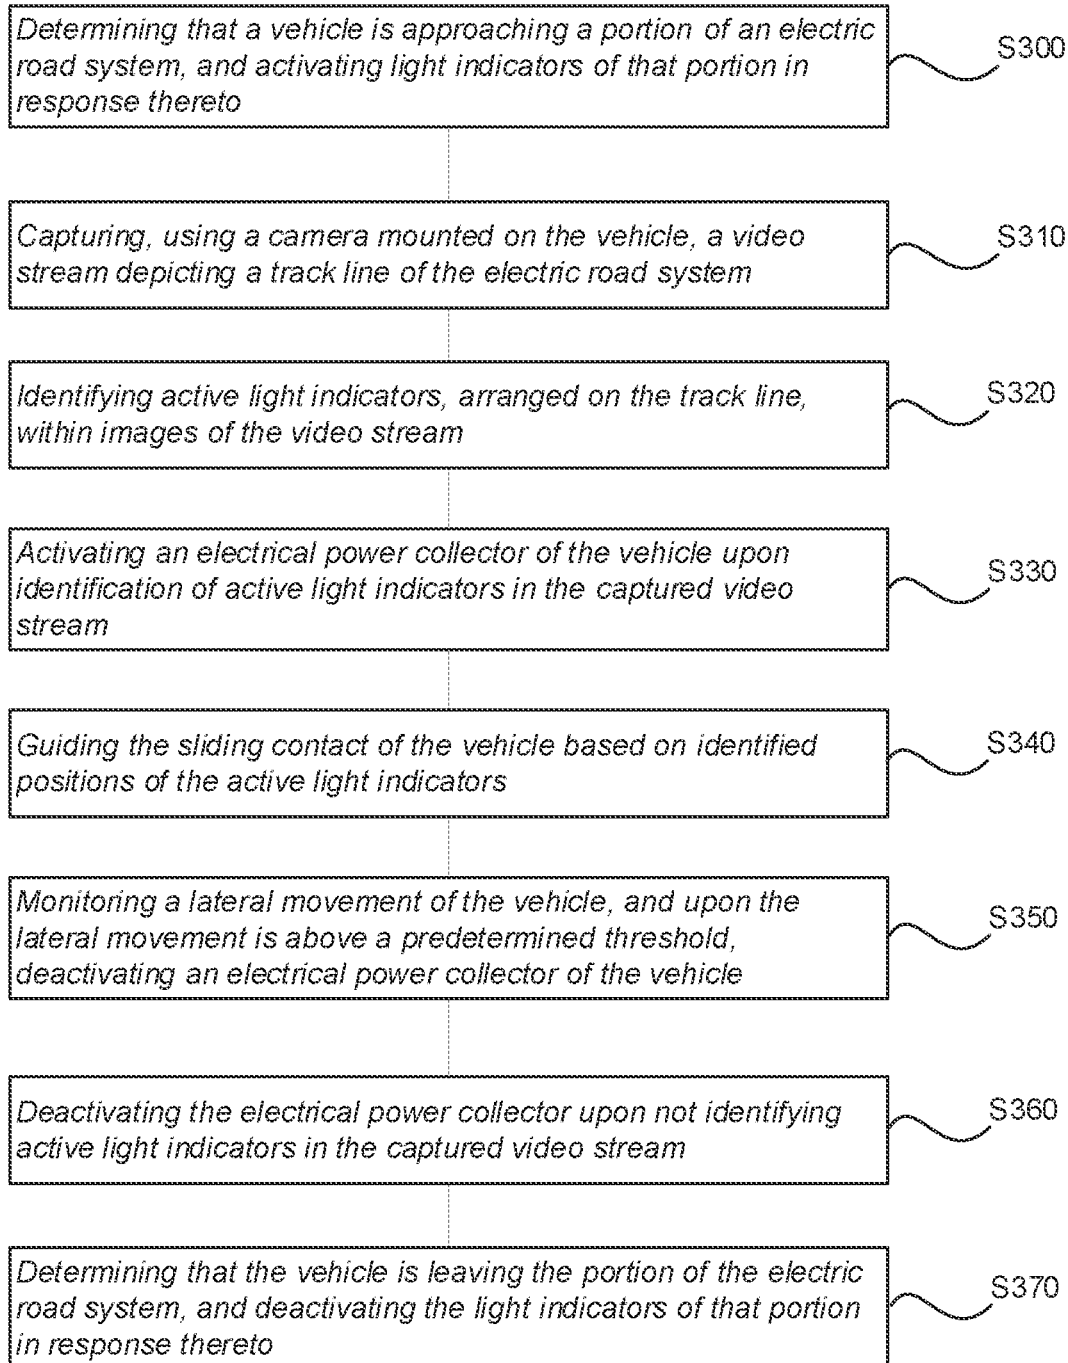 Determining that a vehicle is approaching a portion of an electric
road system, and activating light indicators of that portion in
response thereto
S300
Capturing, using a camera mounted on the vehicle, a video
stream depicting a track line of the electric road system
S310
Identifying active light indicators, arranged on the track line,
within images of the video stream
S320
Activating an electrical power collector of the vehicle upon
identification of active light indicators in the captured video
stream
S330
Guiding the sliding contact of the vehicle based on identified
positions of the active light indicators
S340
Monitoring a lateral movement of the vehicle, and upon the
lateral movement is above a predetermined threshold,
deactivating an electrical power collector of the vehicle
S350
Deactivating the electrical power collector upon not identifying
active light indicators in the captured video stream
S360
Determining that the vehicle is leaving the portion of the electric
road system, and deactivating the light indicators of that portion
in response thereto
S370